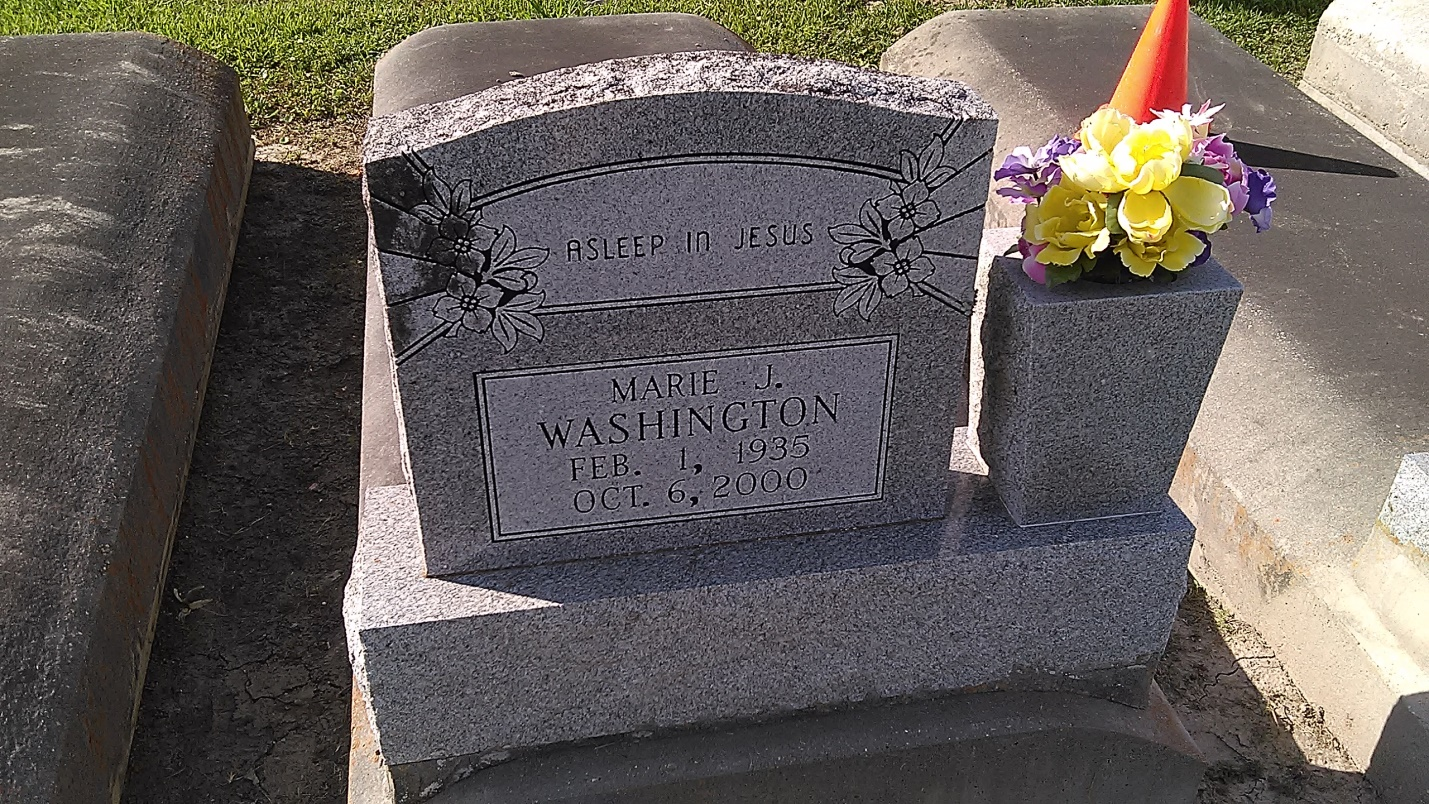 ASLEEP IN JESUS
MARIE J.
WASHINGTON
FEB. 1, 1935
OCT. 6, 2000